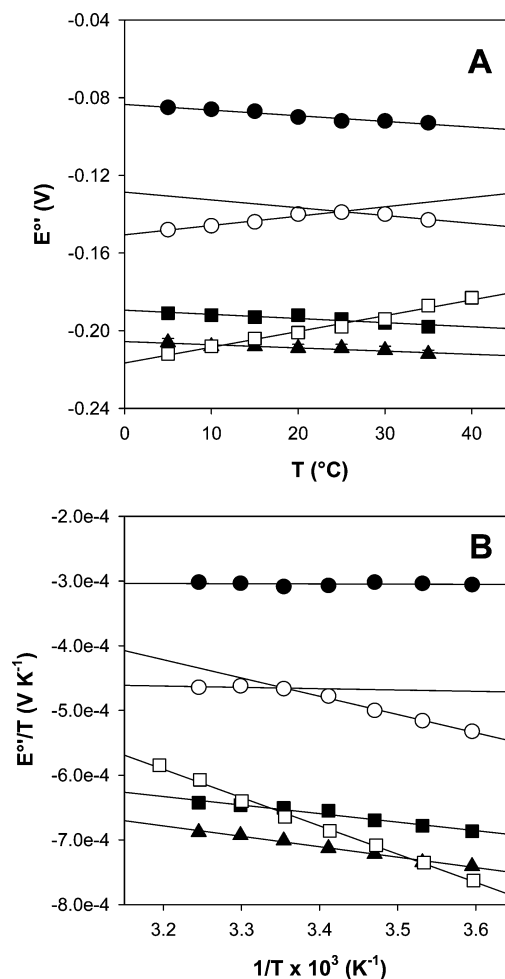 -0.04
A
-0.08
-0.12
E°' (V)
-0.16
-0.20
-0.24
0 10 20 30 40
T (°C)
-2.0e-4
B
-3.0e-4
-4.0e-4
E°'/T (V K-1)
-5.0e-4
-6.0e-4
-7.0e-4
-8.0e-4
3.2 3.3 3.4 3.5 3.6
1/T x 10³ (K-1)